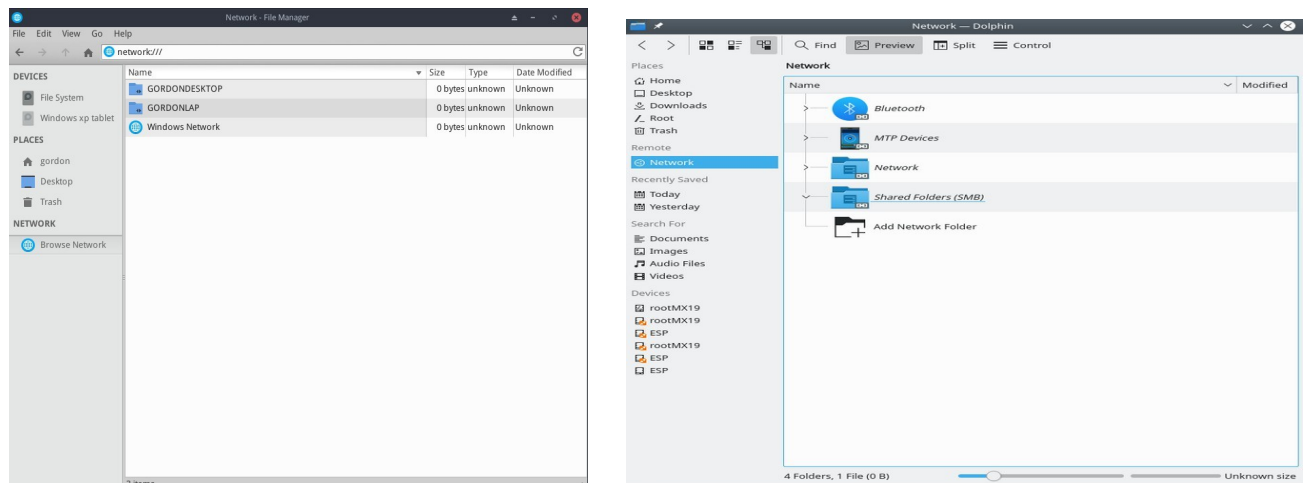 Network - File Manager
File Edit View Go Help
network:///
DEVICES
File System
Windows xp tablet
PLACES
gordon
Desktop
Trash
NETWORK
Browse Network
Name Size Type Date Modified
GORDONDESKTOP 0 bytes unknown Unknown
GORDONLAP 0 bytes unknown Unknown
Windows Network 0 bytes unknown Unknown
Network — Dolphin
Find Preview Split Control
Places
Home
Desktop
Downloads
Root
Trash
Remote
Network
Recently Saved
Today
Yesterday
Search For
Documents
Images
Audio Files
Videos
Devices
rootMX19
rootMX19
ESP
rootMX19
ESP
ESP
Network
Name Modified
Bluetooth
MTP Devices
Network
Shared Folders (SMB)
Add Network Folder
4 Folders, 1 File (0 B) Unknown size